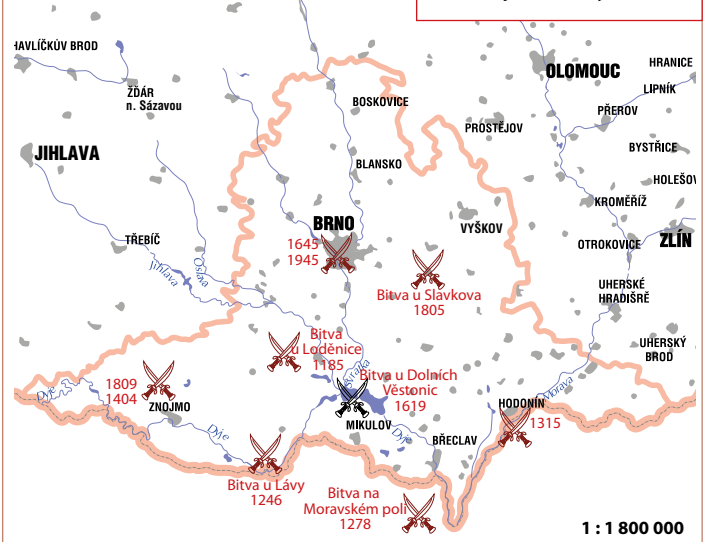 HAVLÍČKŮV BROD
ŽĎÁR
n. Sázavou
BOSKOVICE
OLOMOUC
HRANICE
LIPNÍK
PŘEROV
PROSTĚJOV
BYSTŘICE
JIHLAVA
BLANSKO
HOLEŠOV
KROMĚŘÍŽ
BRNO
VYŠKOV
TŘEBÍČ
1645
1945
OTROKOVICE
ZLÍN
Jihlava
Oslava
Bitva u Slavkova
1805
UHERSKÉ
HRADIŠRĚ
Bitva
u Loděnice
1185
UHERSKÝ
BROD
Svratka
Bitva u Dolních
Věstonic
1619
1809
1404
Dyje
ZNOJMO
Morava
HODONÍN
1315
MIKULOV
Dyje
Dyje
BŘECLAV
Bitva u Lávy
1246
Bitva na
Moravském poli
1278
1 : 1 800 000